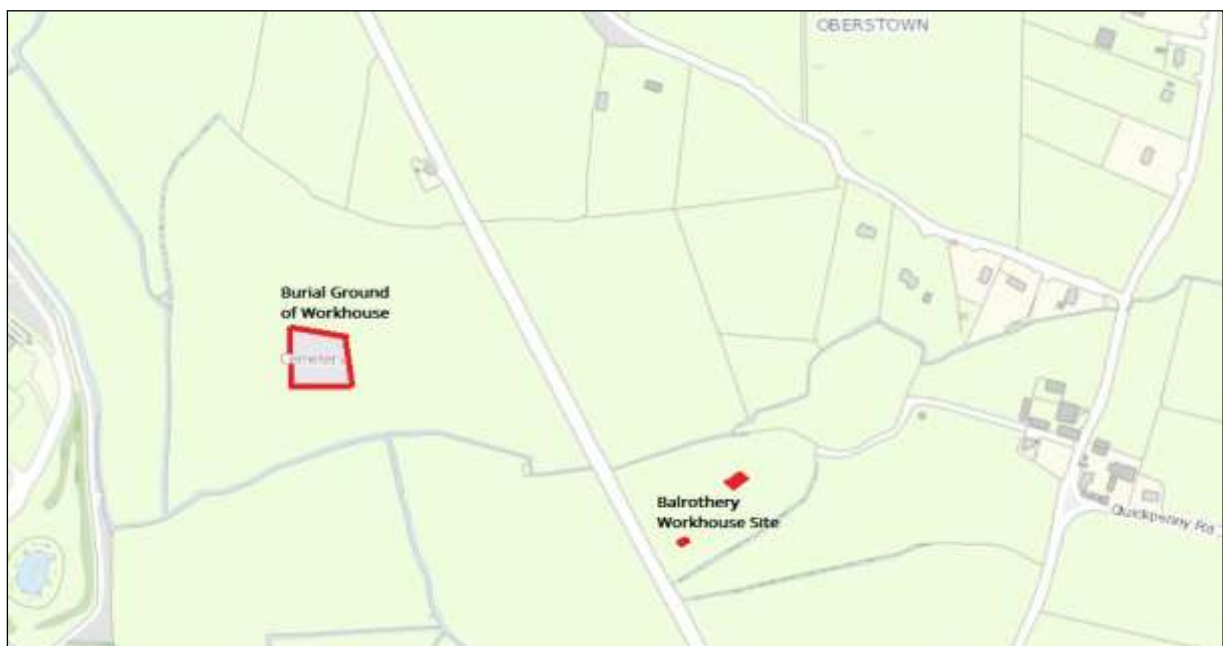 OBERSTOWN
Burial Ground
of Workhouse
Cemetery
Balrothery
Workhouse Site
Quickpenny Rd